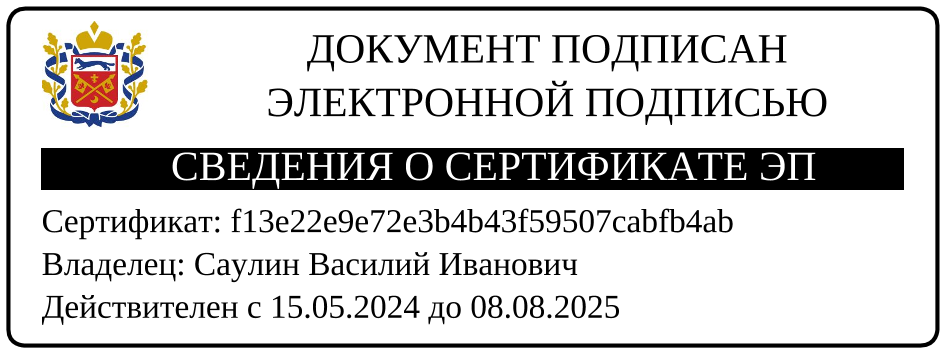 ДОКУМЕНТ ПОДПИСАН
ЭЛЕКТРОННОЙ ПОДПИСЬЮ
СВЕДЕНИЯ О СЕРТИФИКАТЕ ЭП
Сертификат: f13e22e9e72e3b4b43f59507cabfb4ab
Владелец: Саулин Василий Иванович
Действителен с 15.05.2024 до 08.08.2025